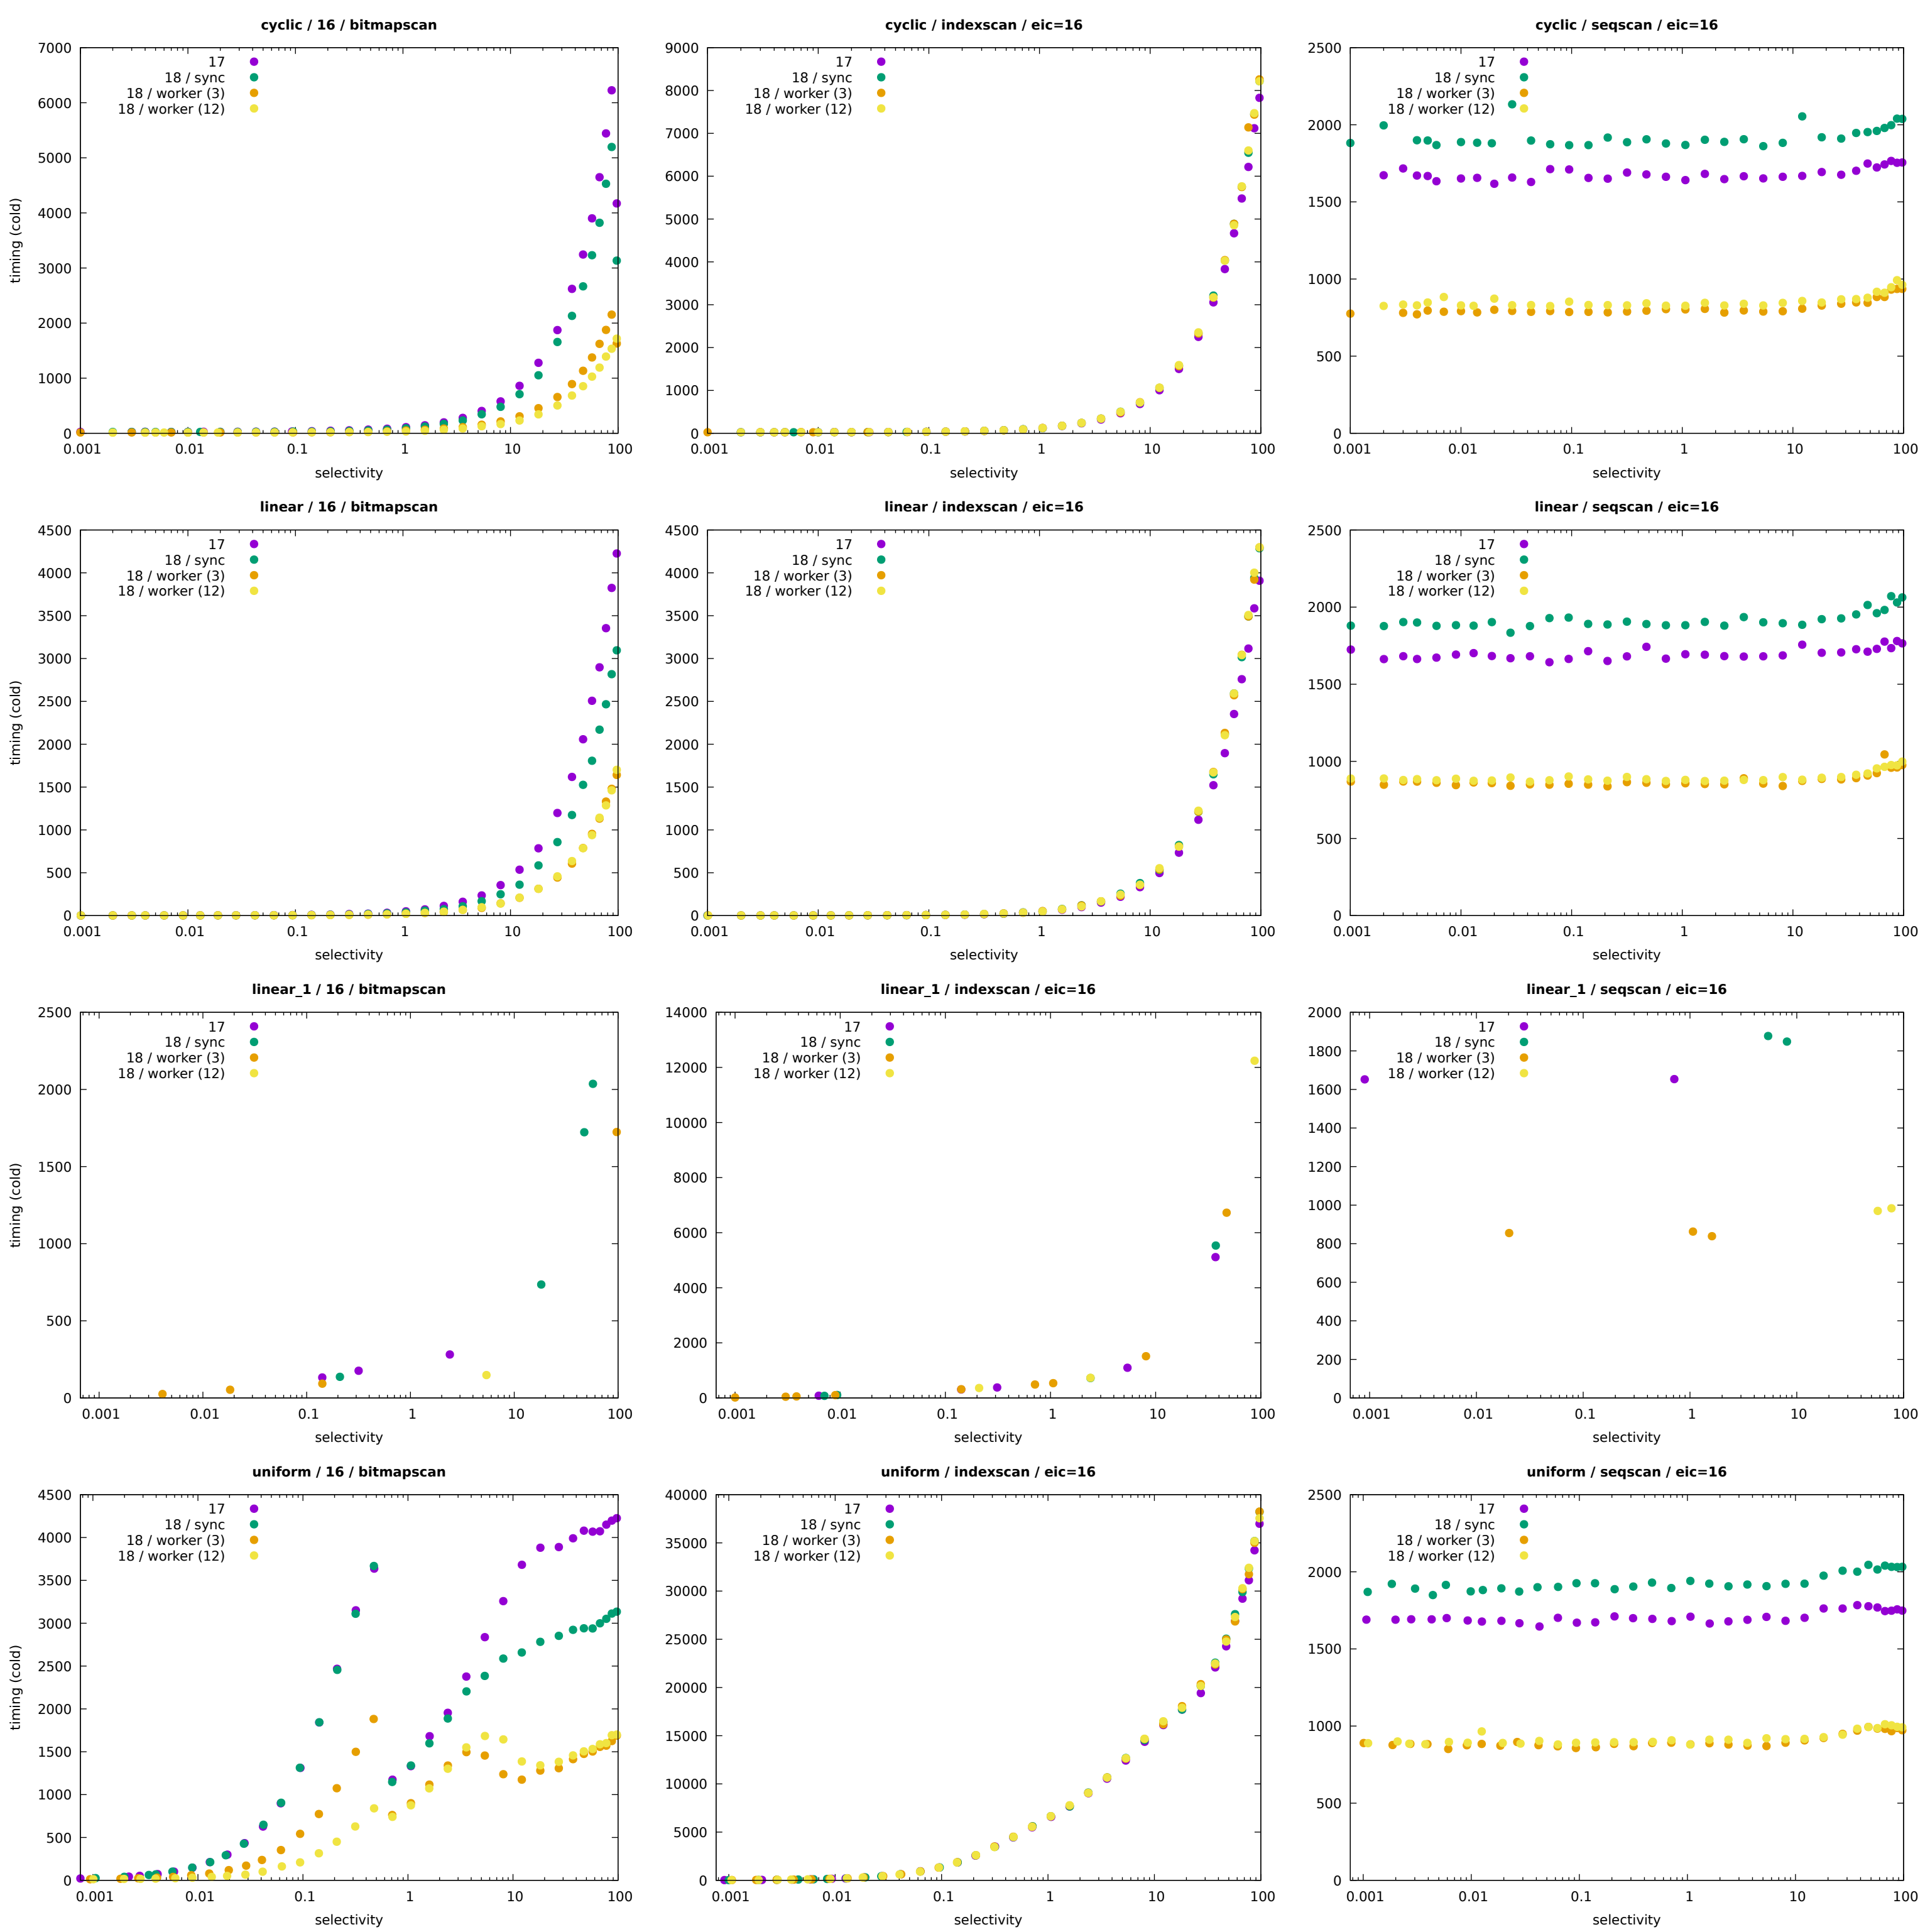 cyclic / 16 / bitmapscan
timing (cold)
7000
6000
5000
4000
3000
2000
1000
0
17
18 / sync
18 / worker (3)
18 / worker (12)
0.001 0.01 0.1 1 10 100
selectivity
cyclic / indexscan / eic=16
9000
8000
7000
6000
5000
4000
3000
2000
1000
0
17
18 / sync
18 / worker (3)
18 / worker (12)
0.001 0.01 0.1 1 10 100
selectivity
cyclic / seqscan / eic=16
2500
2000
1500
1000
500
0
17
18 / sync
18 / worker (3)
18 / worker (12)
0.001 0.01 0.1 1 10 100
selectivity
linear / 16 / bitmapscan
timing (cold)
4500
4000
3500
3000
2500
2000
1500
1000
500
0
17
18 / sync
18 / worker (3)
18 / worker (12)
0.001 0.01 0.1 1 10 100
selectivity
linear / indexscan / eic=16
4500
4000
3500
3000
2500
2000
1500
1000
500
0
17
18 / sync
18 / worker (3)
18 / worker (12)
0.001 0.01 0.1 1 10 100
selectivity
linear / seqscan / eic=16
2500
2000
1500
1000
500
0
17
18 / sync
18 / worker (3)
18 / worker (12)
0.001 0.01 0.1 1 10 100
selectivity
linear_1 / 16 / bitmapscan
timing (cold)
2500
2000
1500
1000
500
0
17
18 / sync
18 / worker (3)
18 / worker (12)
0.001 0.01 0.1 1 10 100
selectivity
linear_1 / indexscan / eic=16
14000
12000
10000
8000
6000
4000
2000
0
17
18 / sync
18 / worker (3)
18 / worker (12)
0.001 0.01 0.1 1 10 100
selectivity
linear_1 / seqscan / eic=16
2000
1800
1600
1400
1200
1000
800
600
400
200
0
17
18 / sync
18 / worker (3)
18 / worker (12)
0.001 0.01 0.1 1 10 100
selectivity
uniform / 16 / bitmapscan
timing (cold)
4500
4000
3500
3000
2500
2000
1500
1000
500
0
17
18 / sync
18 / worker (3)
18 / worker (12)
0.001 0.01 0.1 1 10 100
selectivity
uniform / indexscan / eic=16
40000
35000
30000
25000
20000
15000
10000
5000
0
17
18 / sync
18 / worker (3)
18 / worker (12)
0.001 0.01 0.1 1 10 100
selectivity
uniform / seqscan / eic=16
2500
2000
1500
1000
500
0
17
18 / sync
18 / worker (3)
18 / worker (12)
0.001 0.01 0.1 1 10 100
selectivity